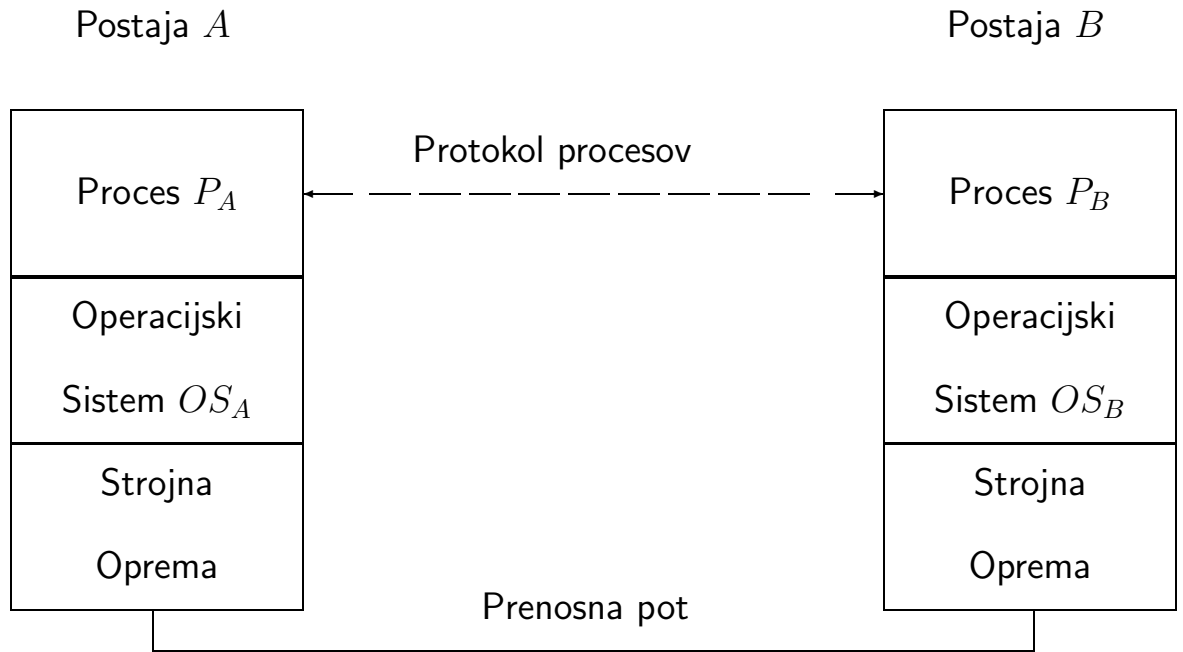 Postaja A
Postaja B
Protokol procesov
Proces P_A
Proces P_B
Operacijski
Operacijski
Sistem OS_A
Sistem OS_B
Strojna
Strojna
Oprema
Oprema
Prenosna pot